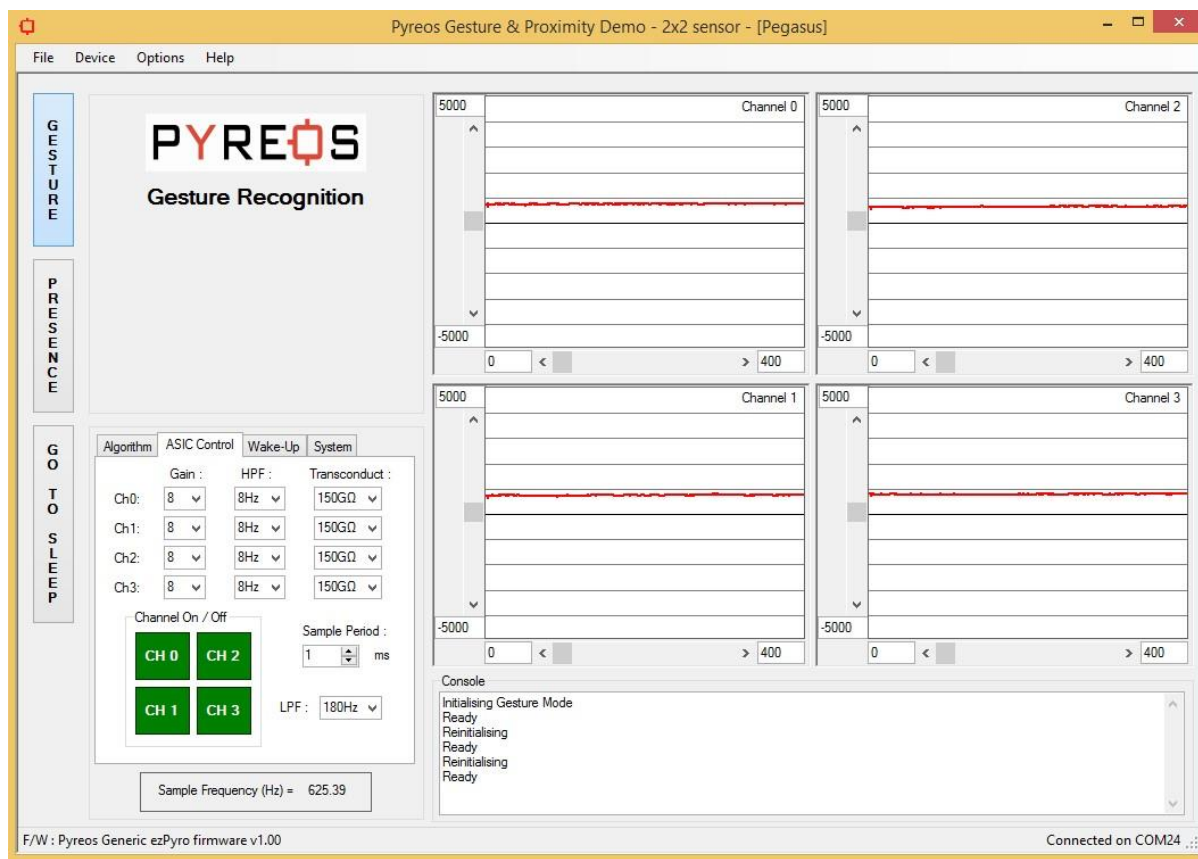 Pyreos Gesture & Proximity Demo - 2x2 sensor - [Pegasus]
File Device Options Help
GESTURE
PRESENCE
GO TO SLEEP
PYREOS
Gesture Recognition
Algorithm ASIC Control Wake-Up System
Gain : HPF : Transconduct :
Ch0: 8 8Hz 150GΩ
Ch1: 8 8Hz 150GΩ
Ch2: 8 8Hz 150GΩ
Ch3: 8 8Hz 150GΩ
Channel On / Off
CH 0 CH 2
CH 1 CH 3
Sample Period :
1 ms
LPF : 180Hz
Sample Frequency (Hz) = 625.39
5000 Channel 0
-5000
0 400
5000 Channel 2
-5000
0 400
5000 Channel 1
-5000
0 400
5000 Channel 3
-5000
0 400
Console
Initialising Gesture Mode
Ready
Reinitialising
Ready
Reinitialising
Ready
F/W : Pyreos Generic ezPyro firmware v1.00
Connected on COM24